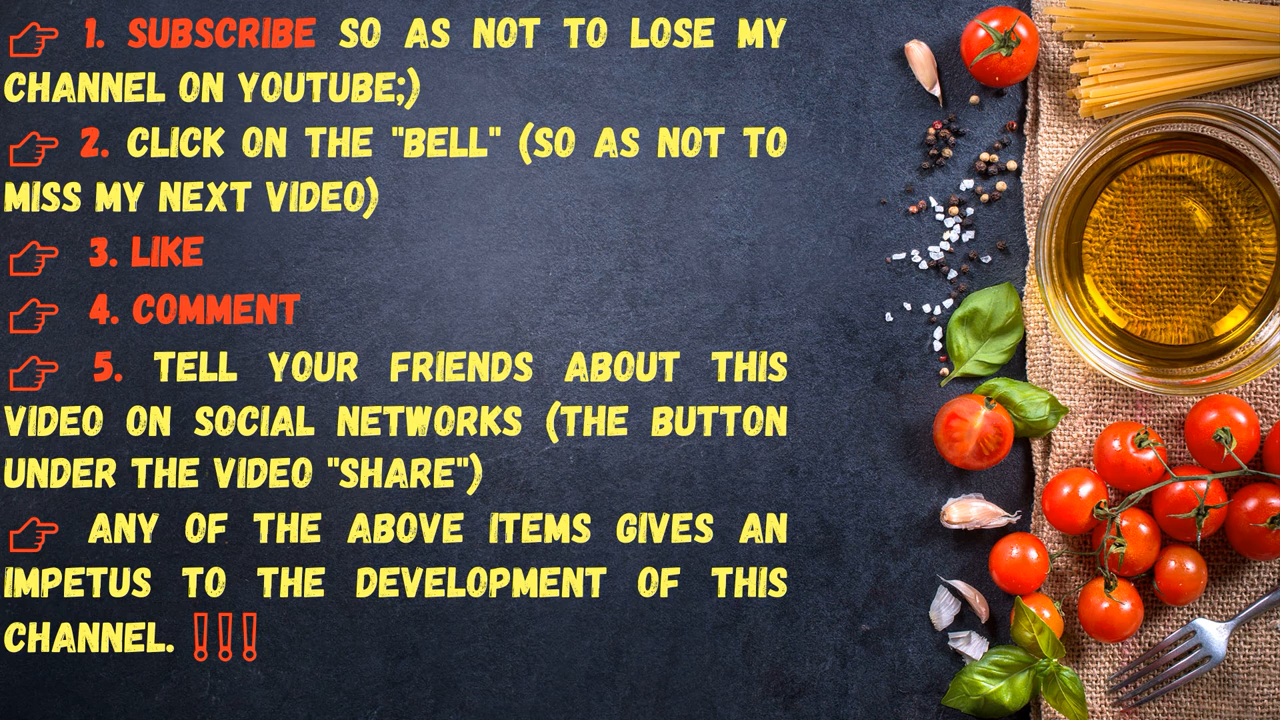 👉 1. SUBSCRIBE SO AS NOT TO LOSE MY
CHANNEL ON YOUTUBE;)
👉 2. CLICK ON THE "BELL" (SO AS NOT TO
MISS MY NEXT VIDEO)
👉 3. LIKE
👉 4. COMMENT
👉 5. TELL YOUR FRIENDS ABOUT THIS
VIDEO ON SOCIAL NETWORKS (THE BUTTON
UNDER THE VIDEO "SHARE")
👉 ANY OF THE ABOVE ITEMS GIVES AN
IMPETUS TO THE DEVELOPMENT OF THIS
CHANNEL. ❗❗❗